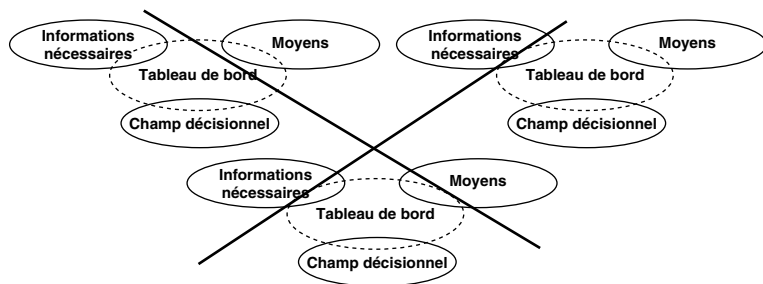 Informations
nécessaires
Moyens
Tableau de bord
Champ décisionnel
Informations
nécessaires
Moyens
Tableau de bord
Champ décisionnel
Informations
nécessaires
Moyens
Tableau de bord
Champ décisionnel